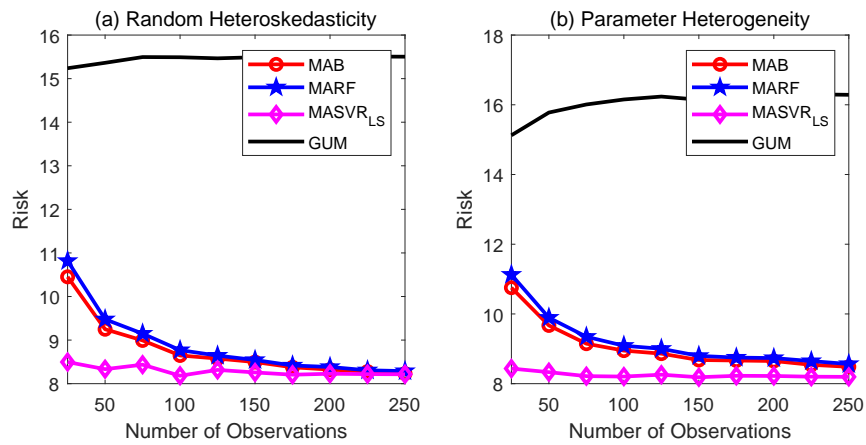 (a) Random Heteroskedasticity
16
15
14
13
12
11
10
9
8
Risk
50
100
150
200
250
Number of Observations
MAB
MARF
MASVR_LS
GUM
(b) Parameter Heterogeneity
18
16
14
12
10
8
Risk
50
100
150
200
250
Number of Observations
MAB
MARF
MASVR_LS
GUM